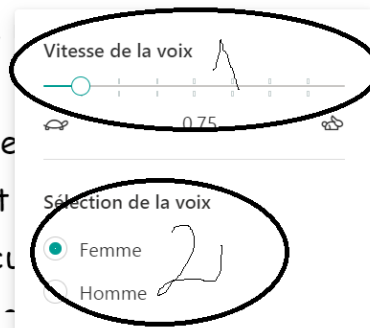 Vitesse de la voix 1
0.75
e
t
Sélection de la voix
Femme 2
Homme